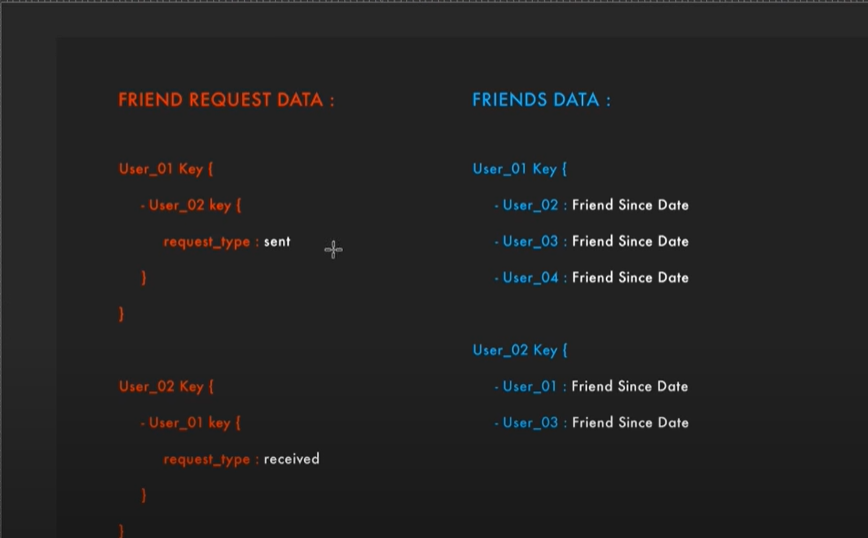 FRIEND REQUEST DATA :
User_01 Key {
- User_02 key {
request_type : sent
}
}
User_02 Key {
- User_01 key {
request_type : received
}
}
FRIENDS DATA :
User_01 Key {
- User_02 : Friend Since Date
- User_03 : Friend Since Date
- User_04 : Friend Since Date
User_02 Key {
- User_01 : Friend Since Date
- User_03 : Friend Since Date